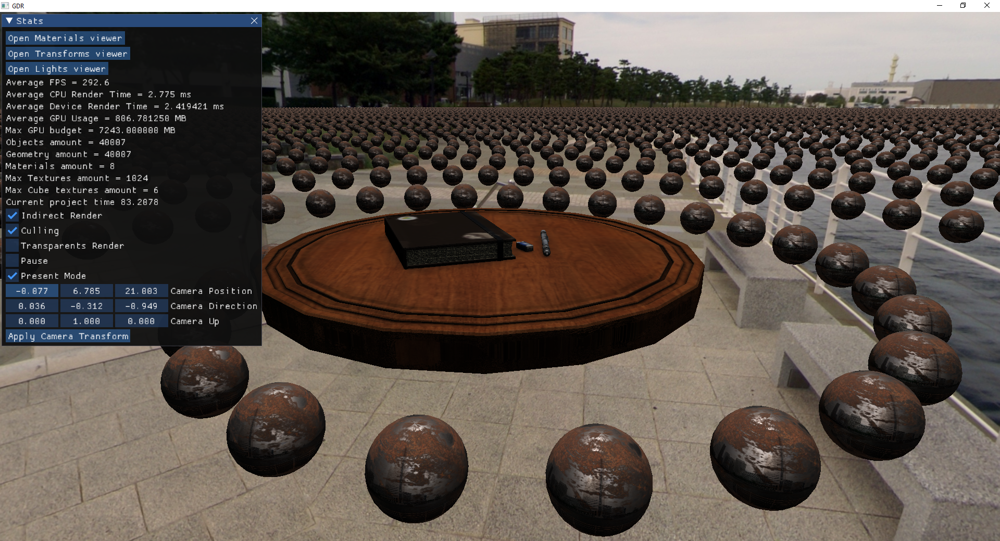 GDR
Stats
Open Materials viewer
Open Transforms viewer
Open Lights viewer
Average FPS = 292.6
Average CPU Render Time = 2.775 ms
Average Device Render Time = 2.419421 ms
Average GPU Usage = 806.781250 MB
Max GPU budget = 7243.000000 MB
Objects amount = 40007
Geometry amount = 40007
Materials amount = 8
Max Textures amount = 1024
Max Cube textures amount = 6
Current project time 83.2078
Indirect Render
Culling
Transparents Render
Pause
Present Mode
-0.077 6.785 21.003 Camera Position
0.036 -0.312 -0.949 Camera Direction
0.000 1.000 0.000 Camera Up
Apply Camera Transform